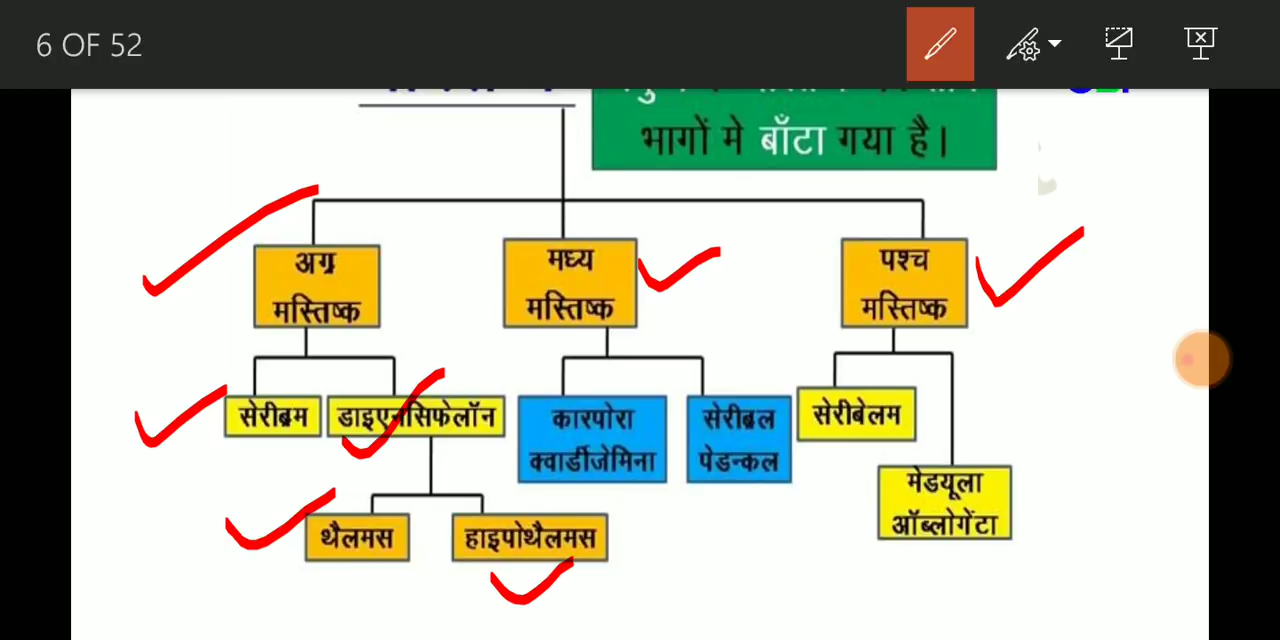 6 OF 52
भागों मे बाँटा गया है।
अग्र
मस्तिष्क
मध्य
मस्तिष्क
पश्च
मस्तिष्क
सेरीब्रम
डाइएनसिफेलॉन
कारपोरा
क्वार्डीजेमिना
सेरीब्रल
पेडन्कल
सेरीबेलम
मेडयूला
ऑब्लोगेंटा
थैलमस
हाइपोथैलमस